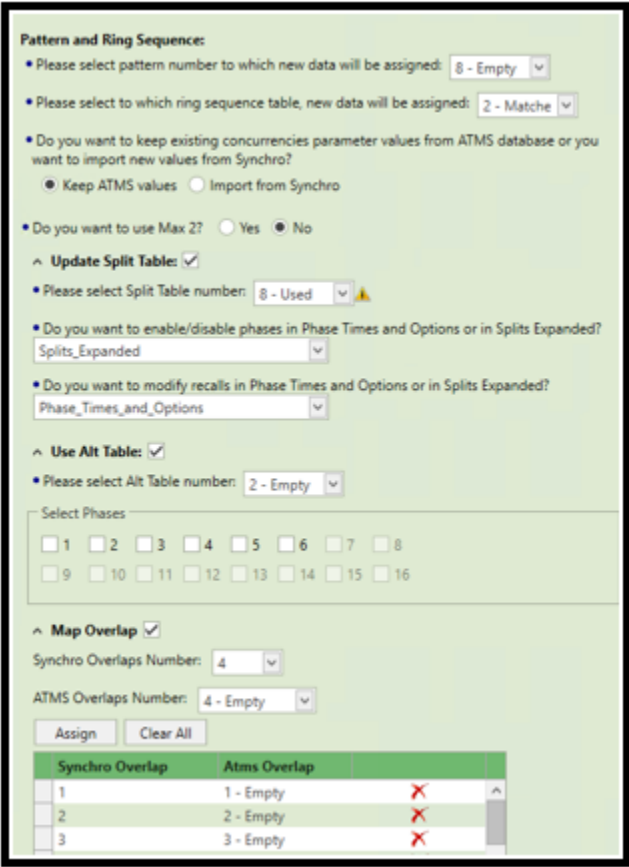 Pattern and Ring Sequence:
• Please select pattern number to which new data will be assigned: 8 - Empty
• Please select to which ring sequence table, new data will be assigned: 2 - Matche
• Do you want to keep existing concurrencies parameter values from ATMS database or you
want to import new values from Synchro?
Keep ATMS values Import from Synchro
• Do you want to use Max 2? Yes No
Update Split Table:
• Please select Split Table number: 8 - Used
• Do you want to enable/disable phases in Phase Times and Options or in Splits Expanded?
Splits_Expanded
• Do you want to modify recalls in Phase Times and Options or in Splits Expanded?
Phase_Times_and_Options
Use Alt Table:
• Please select Alt Table number: 2 - Empty
Select Phases
1 2 3 4 5 6 7 8
9 10 11 12 13 14 15 16
Map Overlap
Synchro Overlaps Number: 4
ATMS Overlaps Number: 4 - Empty
Assign Clear All
Synchro Overlap Atms Overlap
1 1 - Empty
2 2 - Empty
3 3 - Empty